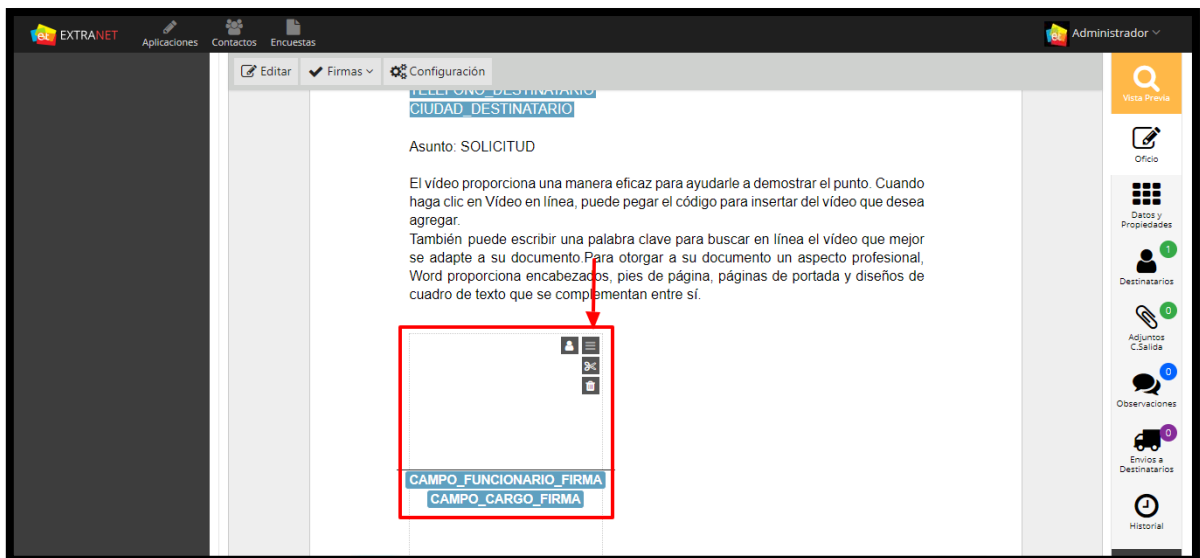 et EXTRANET
Aplicaciones
Contactos
Encuestas
et Administrador
Editar
Firmas
Configuración
TELEFONO_DESTINATARIO
CIUDAD_DESTINATARIO
Asunto: SOLICITUD
El vídeo proporciona una manera eficaz para ayudarle a demostrar el punto. Cuando
haga clic en Vídeo en línea, puede pegar el código para insertar del vídeo que desea
agregar.
También puede escribir una palabra clave para buscar en línea el vídeo que mejor
se adapte a su documento.Para otorgar a su documento un aspecto profesional,
Word proporciona encabezados, pies de página, páginas de portada y diseños de
cuadro de texto que se complementan entre sí.
CAMPO_FUNCIONARIO_FIRMA
CAMPO_CARGO_FIRMA
Vista Previa
Oficio
Datos y
Propiedades
1
Destinatarios
0
Adjuntos
C.Salida
0
Observaciones
0
Envios a
Destinatarios
Historial